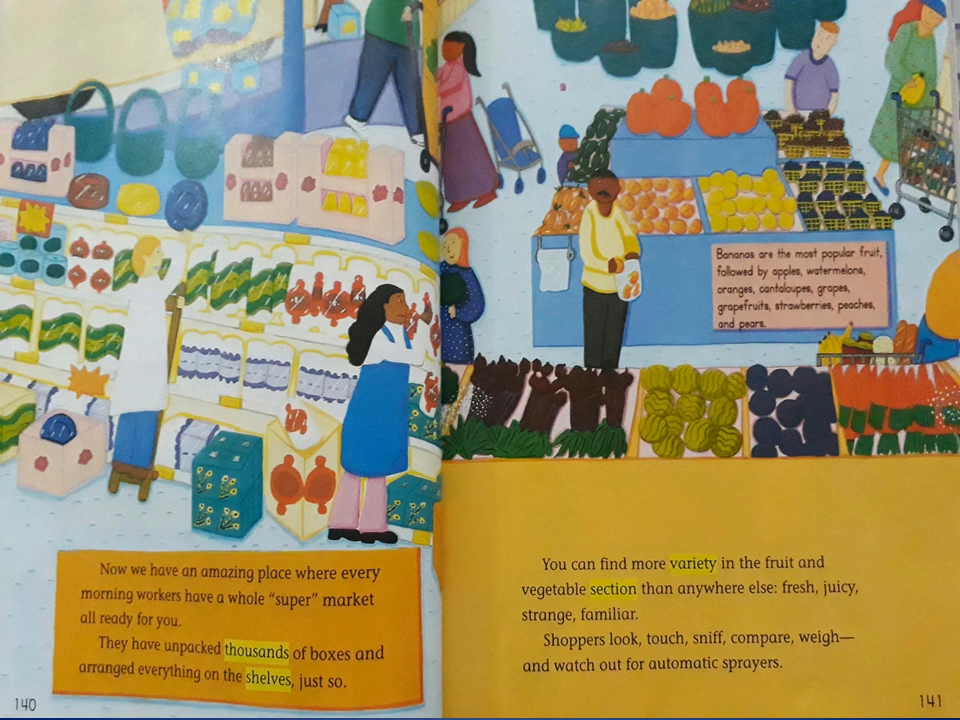 Now we have an amazing place where every
morning workers have a whole “super” market
all ready for you.
They have unpacked thousands of boxes and
arranged everything on the shelves, just so.
140
Bananas are the most popular fruit,
followed by apples, watermelons,
oranges, cantaloupes, grapes,
grapefruits, strawberries, peaches,
and pears.
You can find more variety in the fruit and
vegetable section than anywhere else: fresh, juicy,
strange, familiar.
Shoppers look, touch, sniff, compare, weigh—
and watch out for automatic sprayers.
141